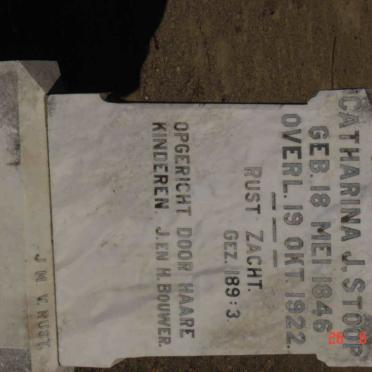 CATHARINA J. STOOP
GEB. 18 MEI 1846
OVERL. 19 OKT. 1922.
RUST ZACHT.
GEZ. 189:3.
OPGERICHT DOOR HAARE
KINDEREN J. EN H. BOUWER.